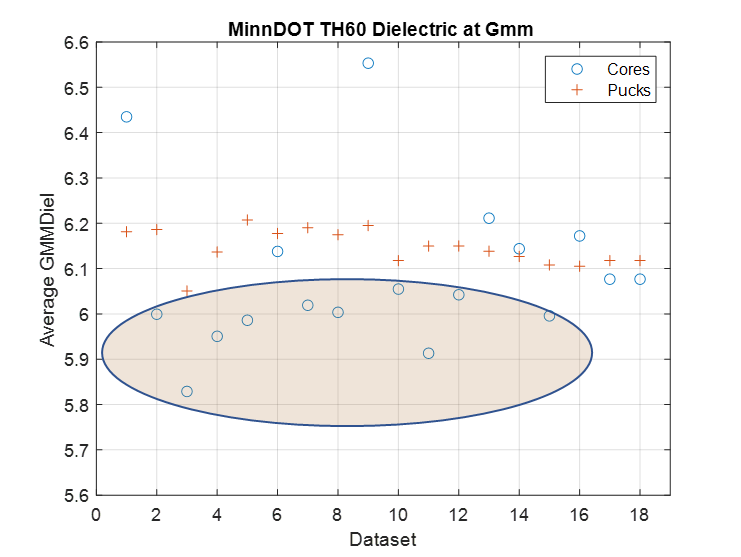 MinnDOT TH60 Dielectric at Gmm
Cores
Pucks
Average GMMDiel
6.6
6.5
6.4
6.3
6.2
6.1
6
5.9
5.8
5.7
5.6
0 2 4 6 8 10 12 14 16 18
Dataset